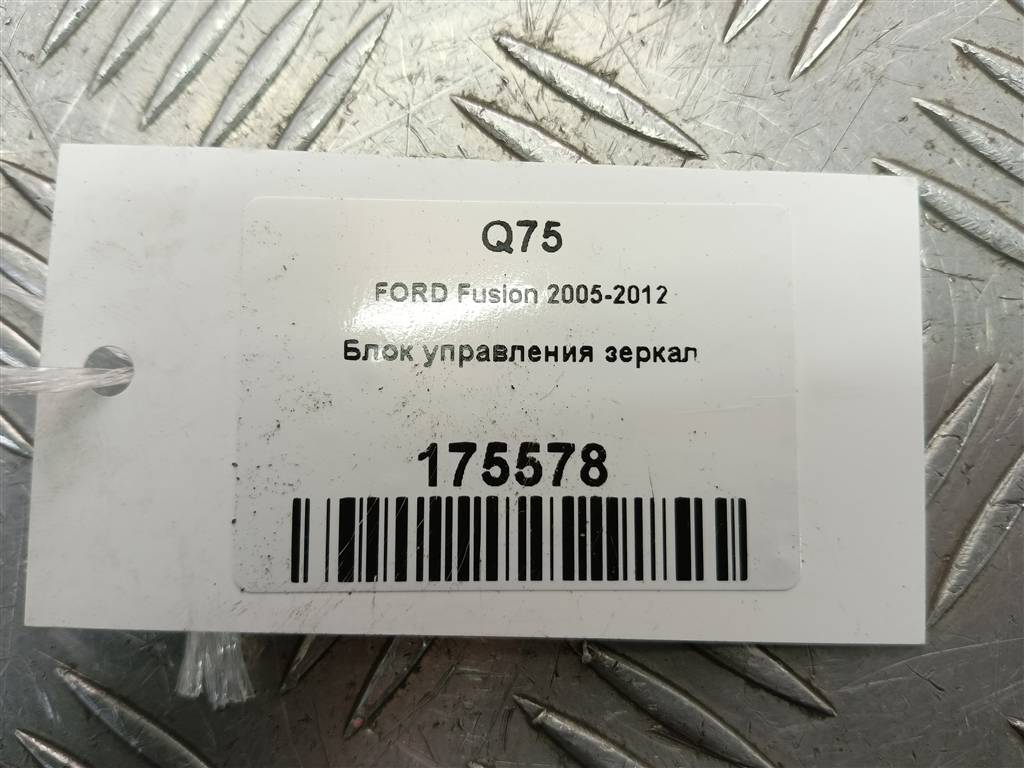 Q75
FORD Fusion 2005-2012
Блок управления зеркал
175578